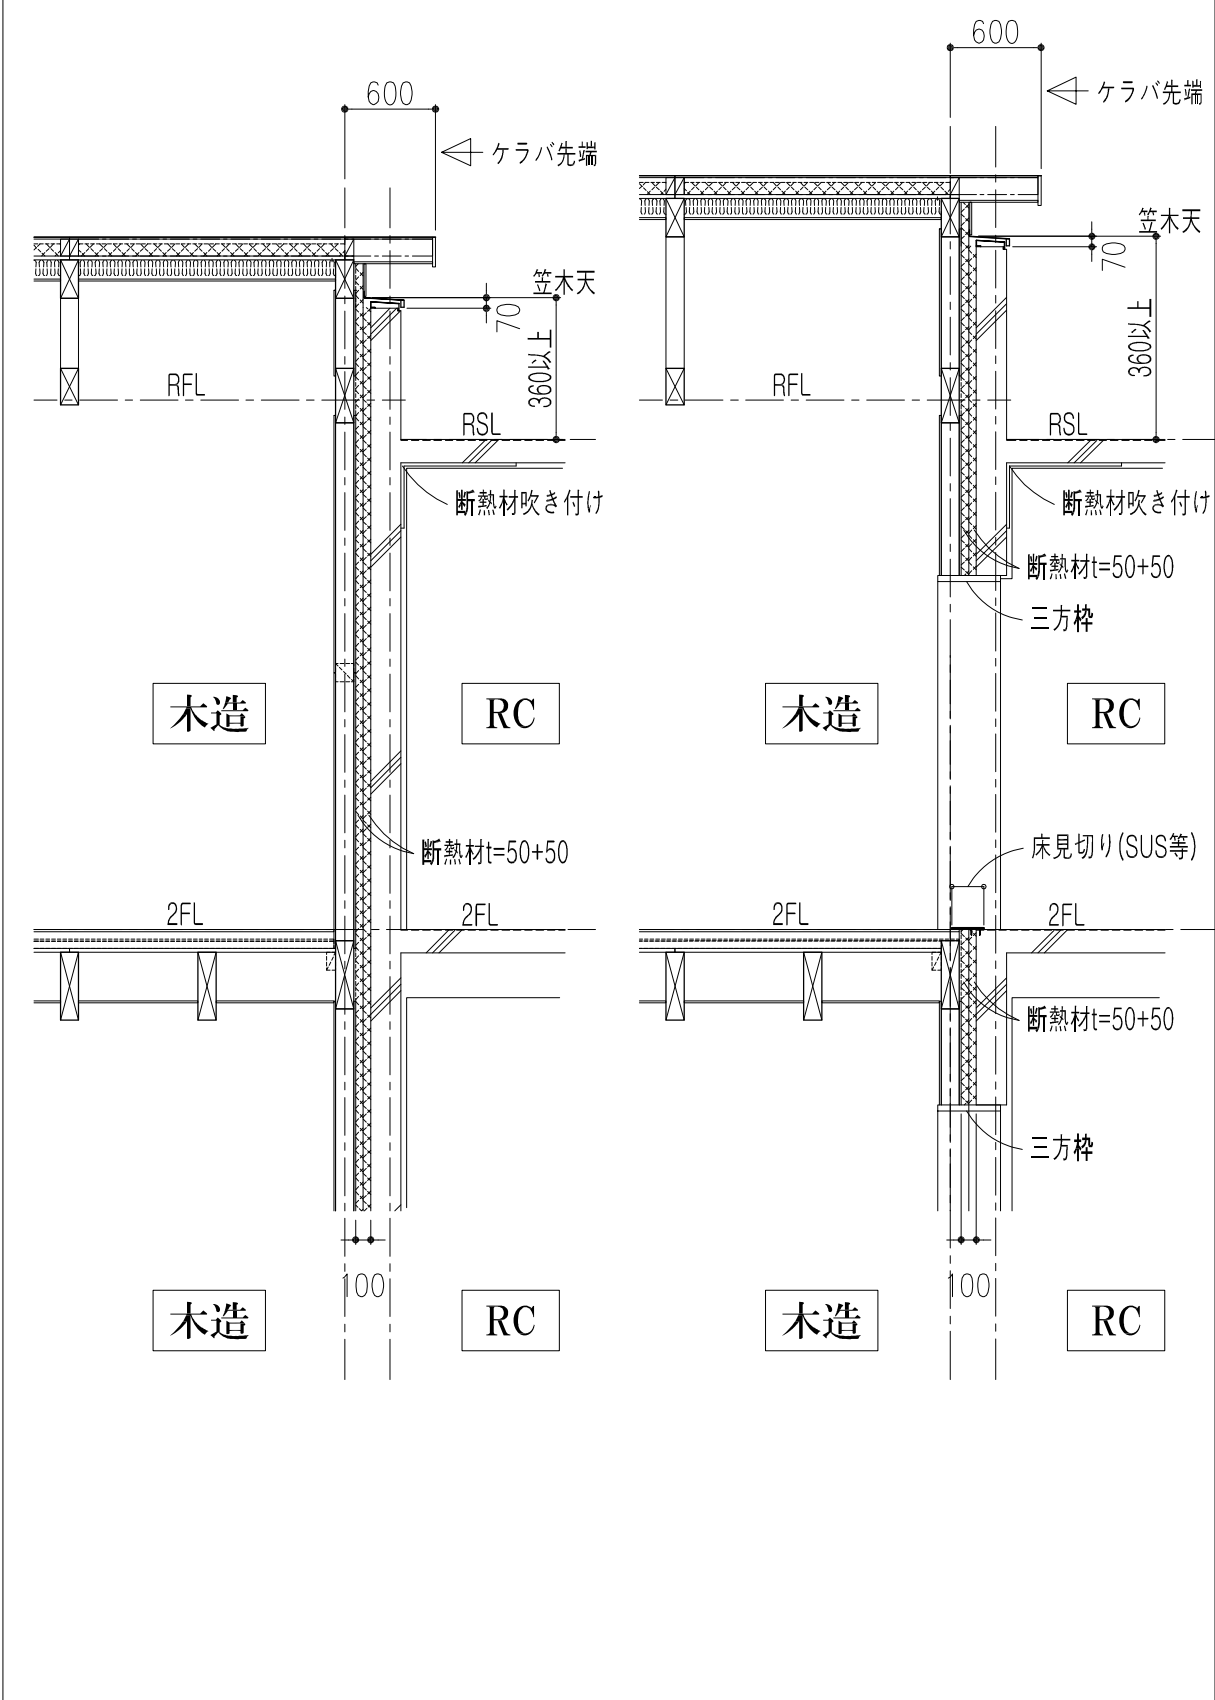 600
ケラバ先端
笠木天
70
360以上
RFL
RSL
断熱材吹き付け
木造
RC
断熱材t=50+50
2FL
2FL
100
木造
RC
600
ケラバ先端
笠木天
70
360以上
RFL
RSL
断熱材吹き付け
断熱材t=50+50
三方枠
木造
RC
床見切り(SUS等)
2FL
2FL
断熱材t=50+50
三方枠
100
木造
RC